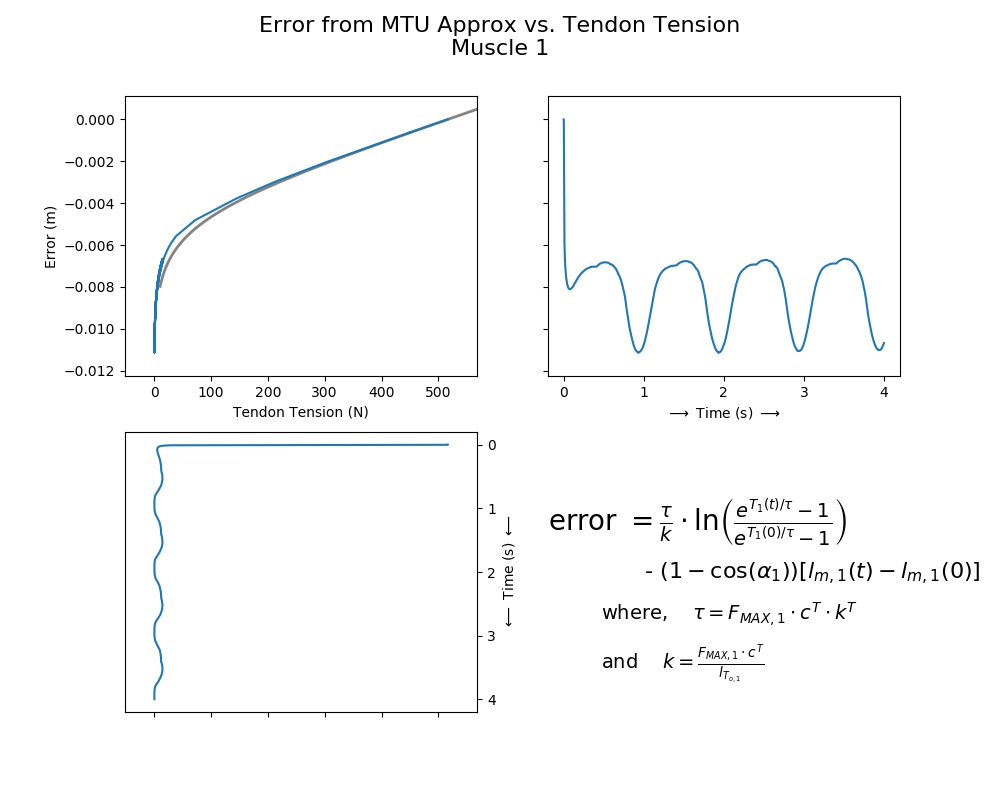 Error from MTU Approx vs. Tendon Tension
Muscle 1
0.000
−0.002
−0.004
−0.006
−0.008
−0.010
−0.012
Error (m)
0 100 200 300 400 500
Tendon Tension (N)
0 1 2 3 4
⟶ Time (s) ⟶
0
1
2
3
4
⟵ Time (s) ⟵
error = τ/k · ln((e^{T_1(t)/τ} − 1)/(e^{T_1(0)/τ} − 1))
- (1 − cos(α_1))[l_{m,1}(t) − l_{m,1}(0)]
where, τ = F_{MAX,1} · c^T · k^T
and k = (F_{MAX,1} · c^T)/l_{T_{o,1}}